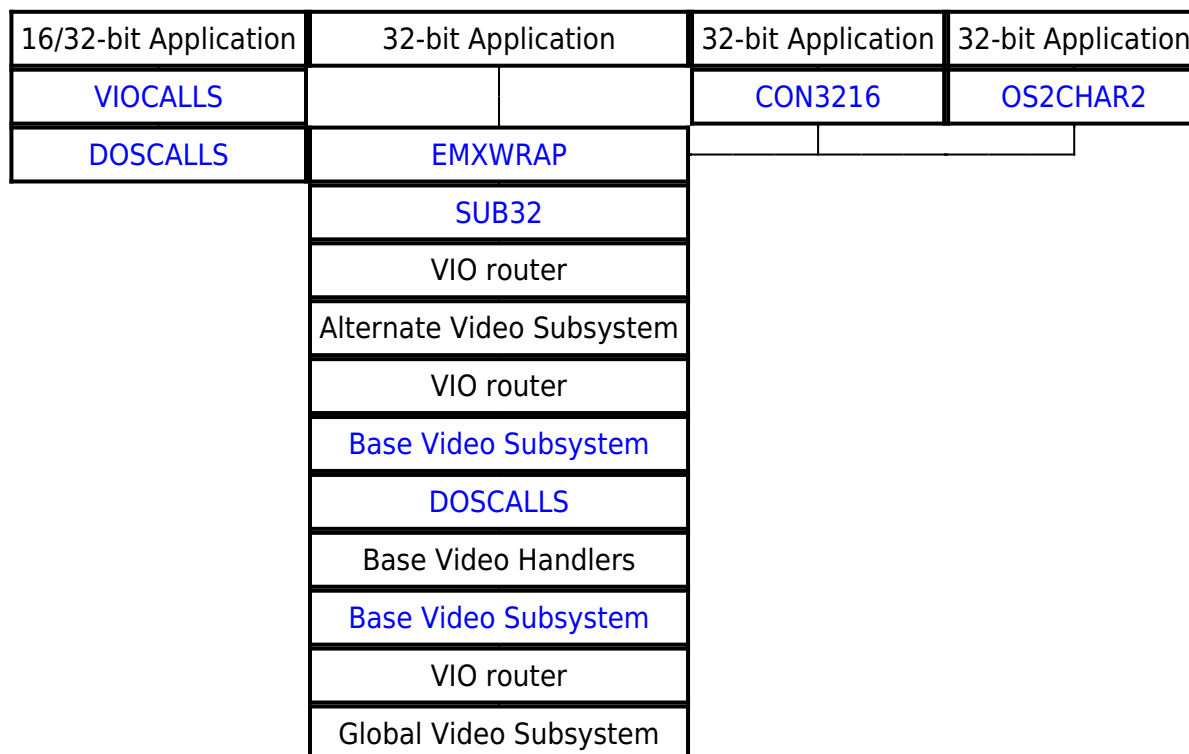 16/32-bit Application
32-bit Application
32-bit Application
32-bit Application
VIOCALLS
CON3216
OS2CHAR2
DOSCALLS
EMXWRAP
SUB32
VIO router
Alternate Video Subsystem
VIO router
Base Video Subsystem
DOSCALLS
Base Video Handlers
Base Video Subsystem
VIO router
Global Video Subsystem